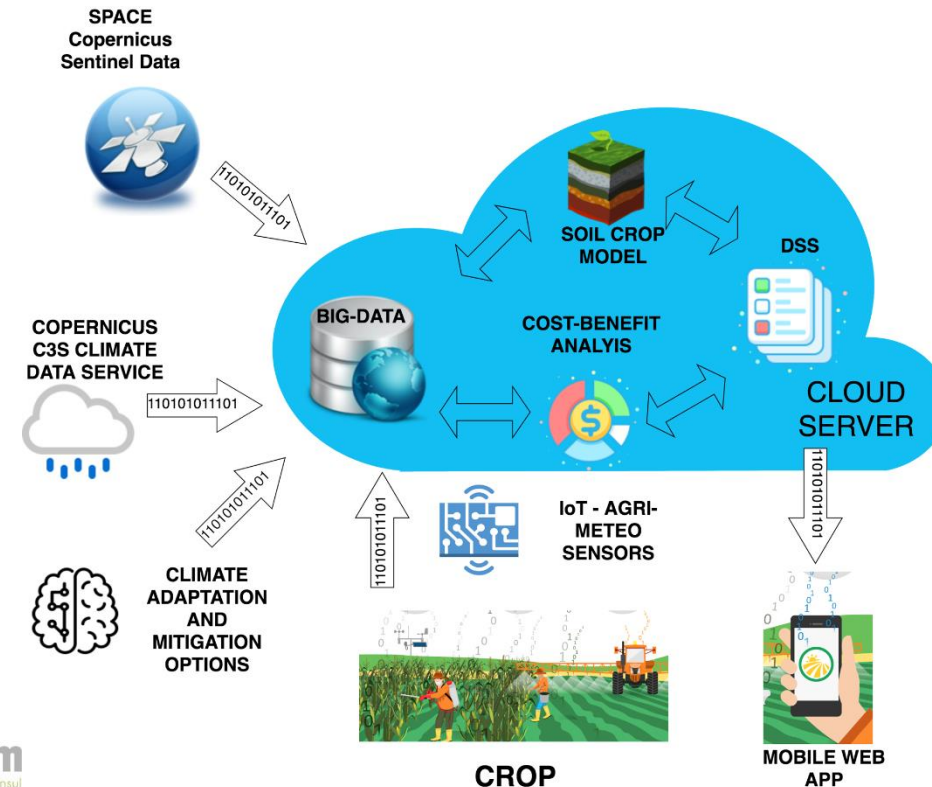 SPACE
Copernicus
Sentinel Data
110101011101
SOIL CROP
MODEL
DSS
BIG-DATA
COST-BENEFIT
ANALYIS
COPERNICUS
C3S CLIMATE
DATA SERVICE
110101011101
CLOUD
SERVER
110101011101
110101011101
110101011101
IoT - AGRI-
METEO
SENSORS
CLIMATE
ADAPTATION
AND
MITIGATION
OPTIONS
CROP
MOBILE WEB
APP